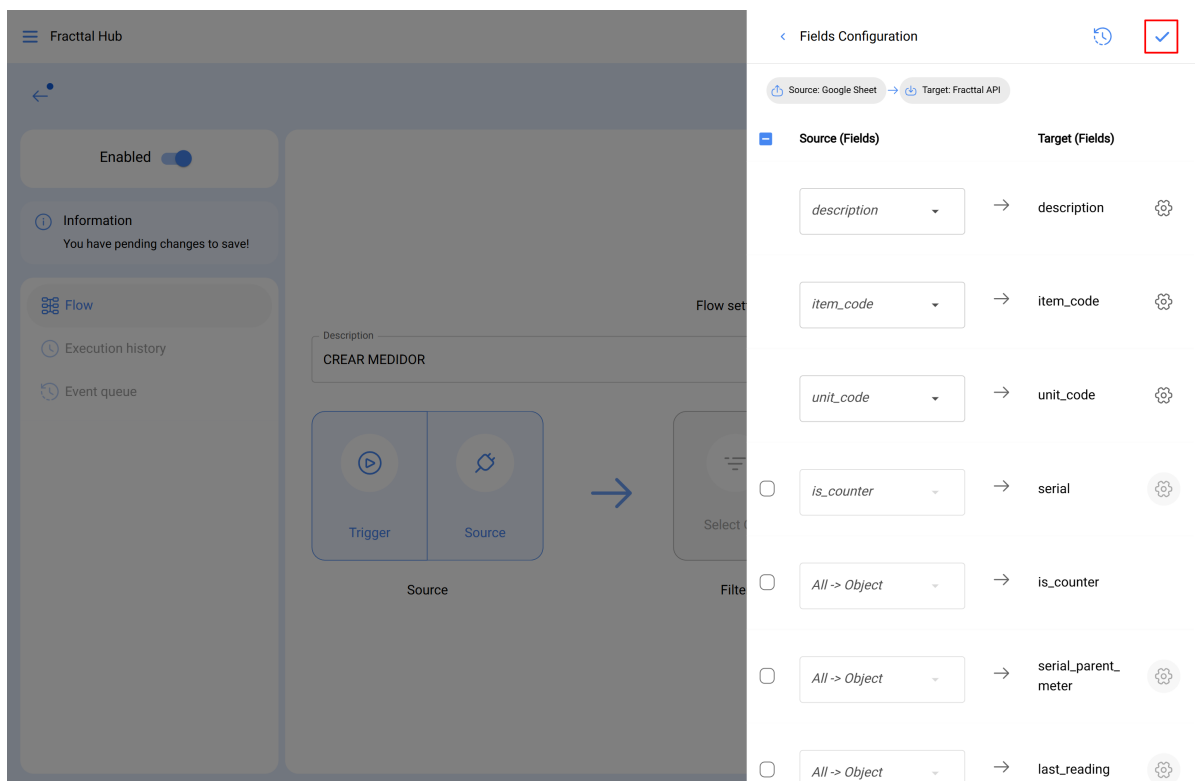 Fracttal Hub
Enabled
Information
You have pending changes to save!
Flow
Execution history
Event queue
Flow set
Description
CREAR MEDIDOR
Trigger
Source
Select
Source
Filte
Fields Configuration
Source: Google Sheet
Target: Fracttal API
Source (Fields)
Target (Fields)
description
description
item_code
item_code
unit_code
unit_code
is_counter
serial
All -> Object
is_counter
All -> Object
serial_parent_
meter
All -> Object
last_reading